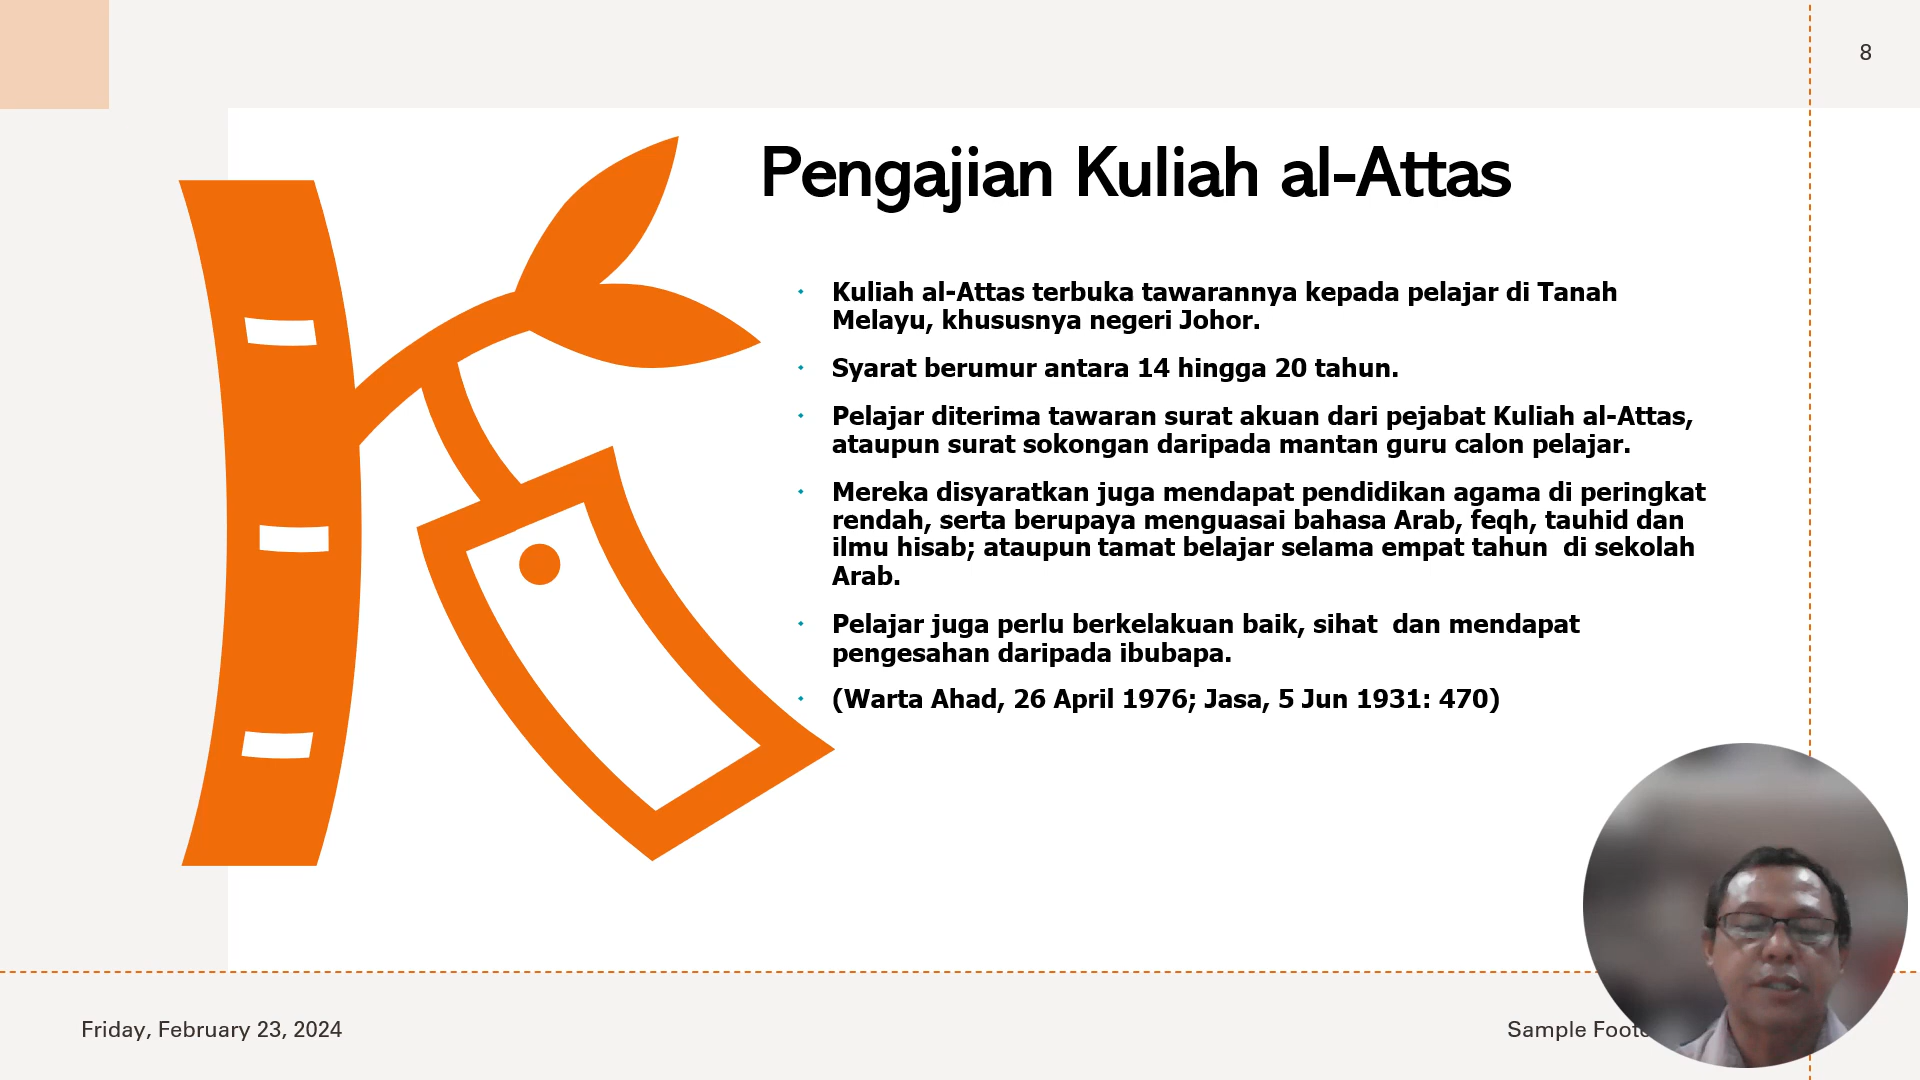 8
Pengajian Kuliah al-Attas
Kuliah al-Attas terbuka tawarannya kepada pelajar di Tanah
Melayu, khususnya negeri Johor.
Syarat berumur antara 14 hingga 20 tahun.
Pelajar diterima tawaran surat akuan dari pejabat Kuliah al-Attas,
ataupun surat sokongan daripada mantan guru calon pelajar.
Mereka disyaratkan juga mendapat pendidikan agama di peringkat
rendah, serta berupaya menguasai bahasa Arab, feqh, tauhid dan
ilmu hisab; ataupun tamat belajar selama empat tahun  di sekolah
Arab.
Pelajar juga perlu berkelakuan baik, sihat  dan mendapat
pengesahan daripada ibubapa.
(Warta Ahad, 26 April 1976; Jasa, 5 Jun 1931: 470)
Friday, February 23, 2024
Sample